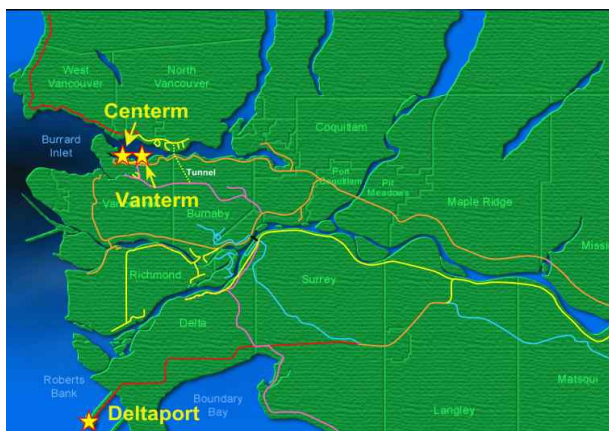 West
Vancouver
North
Vancouver
Centerm
Coquitlam
Burrard
Inlet
Tunnel
Port
Coquitlam
Pitt
Meadows
Vanterm
Maple Ridge
Burnaby
Richmond
Surrey
Delta
Matsqui
Roberts
Bank
Deltaport
Boundary
Bay
Langley